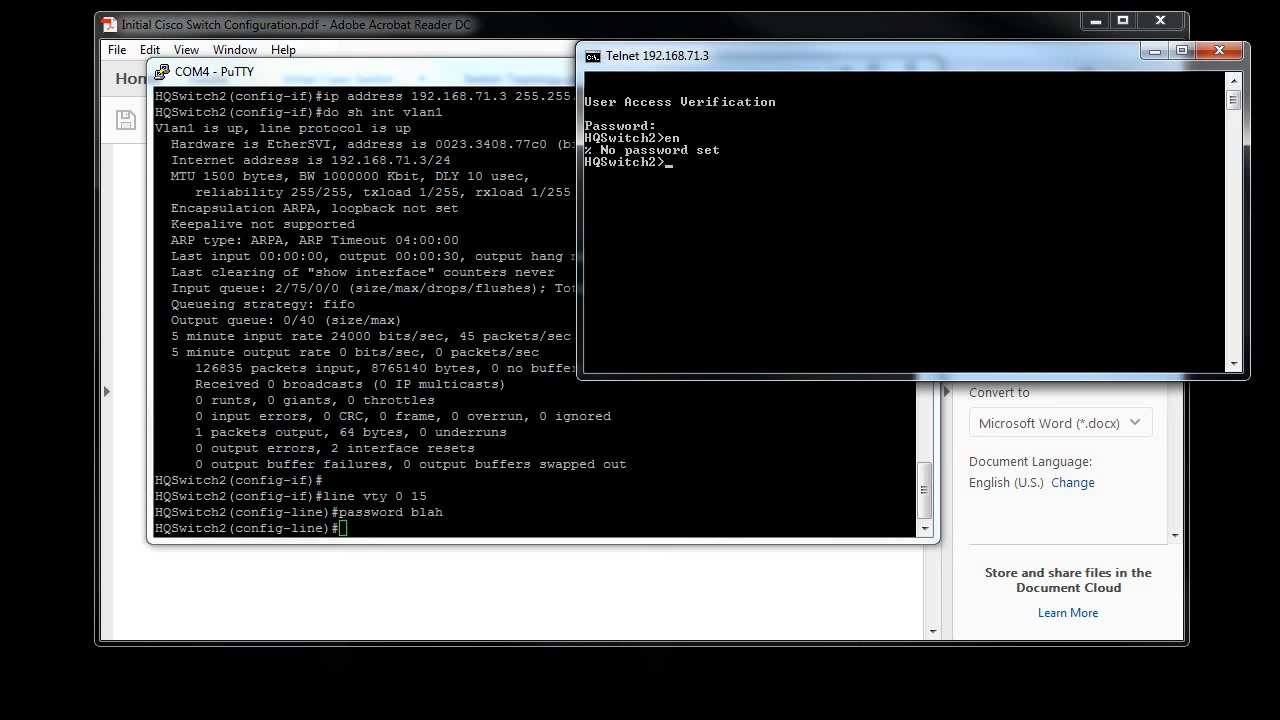 Initial Cisco Switch Configuration.pdf - Adobe Acrobat Reader DC
File Edit View Window Help
COM4 - PuTTY
HQSwitch2(config-if)#ip address 192.168.71.3 255.255.
HQSwitch2(config-if)#do sh int vlan1
Vlan1 is up, line protocol is up
Hardware is EtherSVI, address is 0023.3408.77c0
Internet address is 192.168.71.3/24
MTU 1500 bytes, BW 1000000 Kbit, DLY 10 usec,
reliability 255/255, txload 1/255, rxload 1/255
Encapsulation ARPA, loopback not set
Keepalive not supported
ARP type: ARPA, ARP Timeout 04:00:00
Last input 00:00:00, output 00:00:30, output hang
Last clearing of "show interface" counters never
Input queue: 2/75/0/0 (size/max/drops/flushes);
Queueing strategy: fifo
Output queue: 0/40 (size/max)
5 minute input rate 24000 bits/sec, 45 packets/sec
5 minute output rate 0 bits/sec, 0 packets/sec
126835 packets input, 8765140 bytes, 0 no buffer
Received 0 broadcasts (0 IP multicasts)
0 runts, 0 giants, 0 throttles
0 input errors, 0 CRC, 0 frame, 0 overrun, 0 ignored
1 packets output, 64 bytes, 0 underruns
0 output errors, 2 interface resets
0 output buffer failures, 0 output buffers swapped out
HQSwitch2(config-if)#
HQSwitch2(config-if)#line vty 0 15
HQSwitch2(config-line)#password blah
HQSwitch2(config-line)#
Telnet 192.168.71.3
User Access Verification
Password:
HQSwitch2>en
% No password set
HQSwitch2>_
Convert to
Microsoft Word (*.docx)
Document Language:
English (U.S.) Change
Store and share files in the
Document Cloud
Learn More